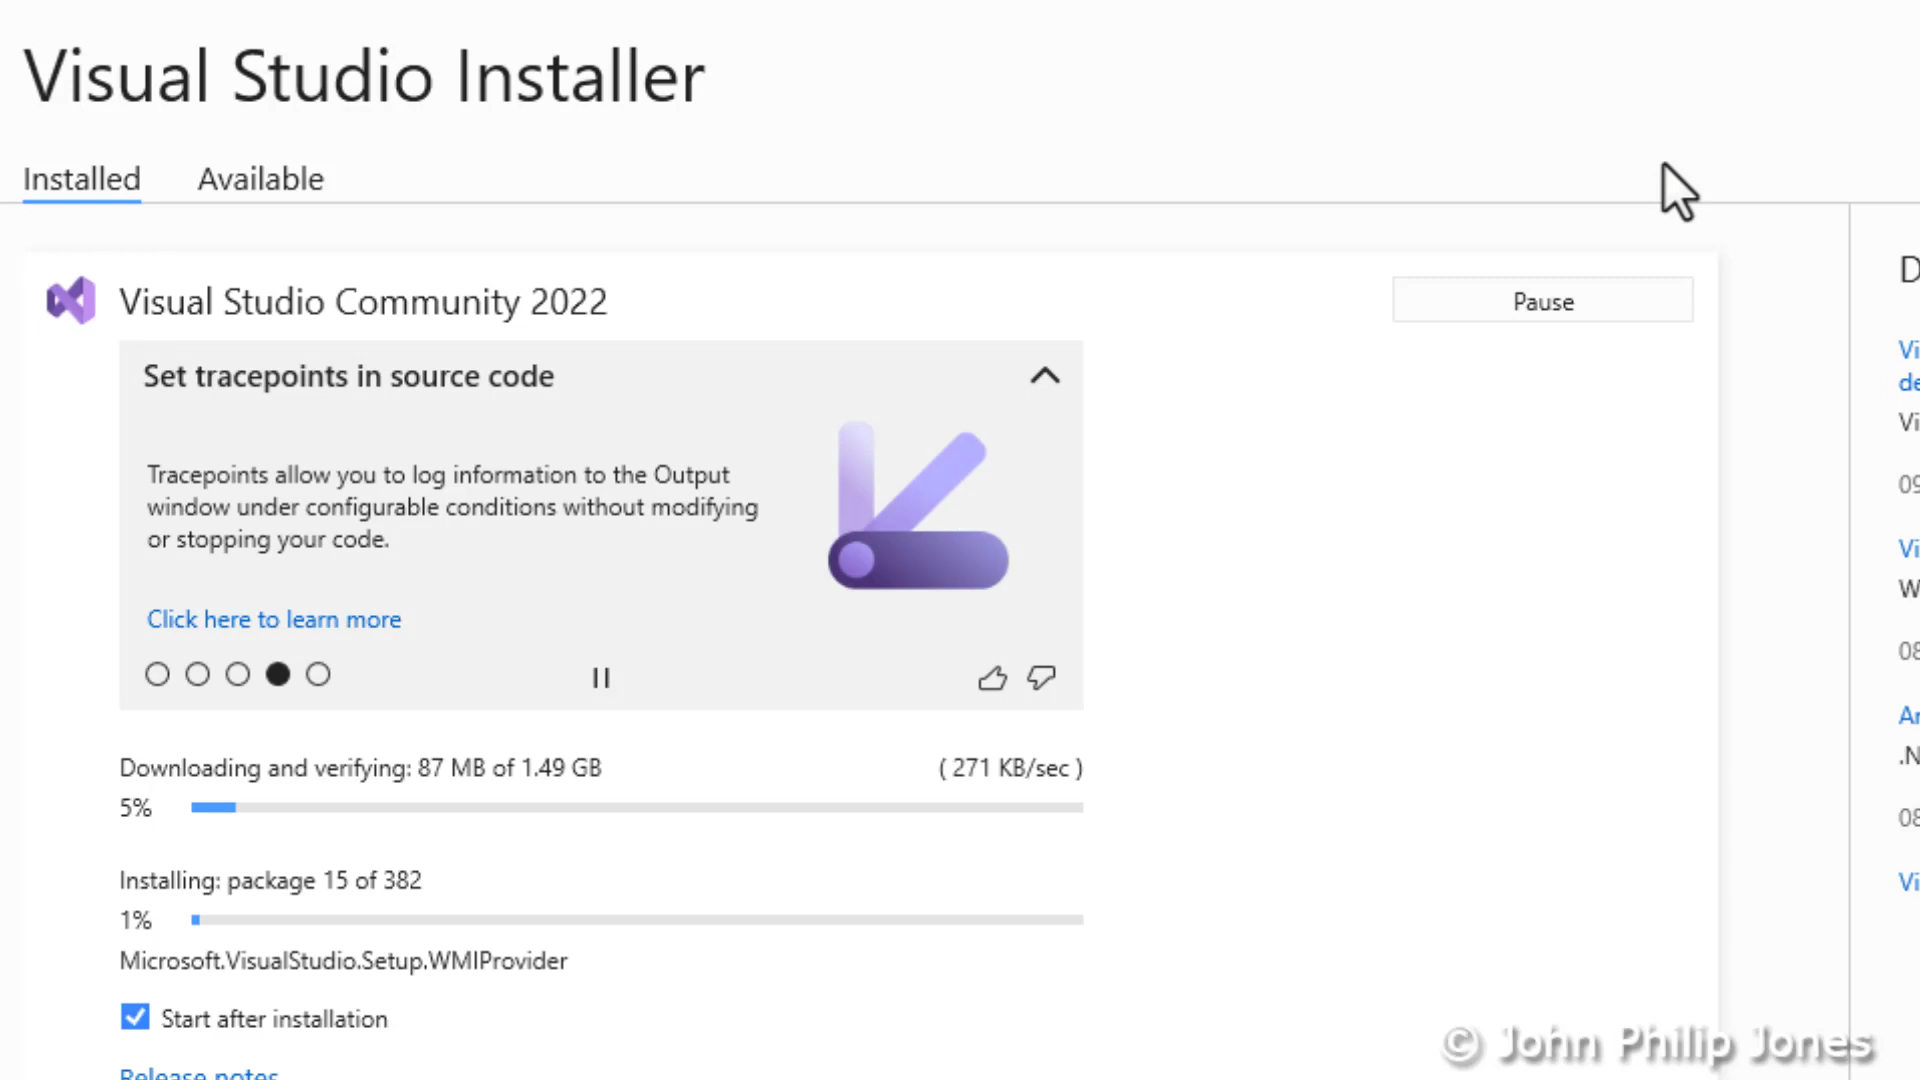 Visual Studio Installer
Installed
Available
Visual Studio Community 2022
Pause
Set tracepoints in source code
Tracepoints allow you to log information to the Output
window under configurable conditions without modifying
or stopping your code.
Click here to learn more
Downloading and verifying: 87 MB of 1.49 GB
( 271 KB/sec )
5%
Installing: package 15 of 382
1%
Microsoft.VisualStudio.Setup.WMIProvider
Start after installation
Release notes
© John Philip Jones